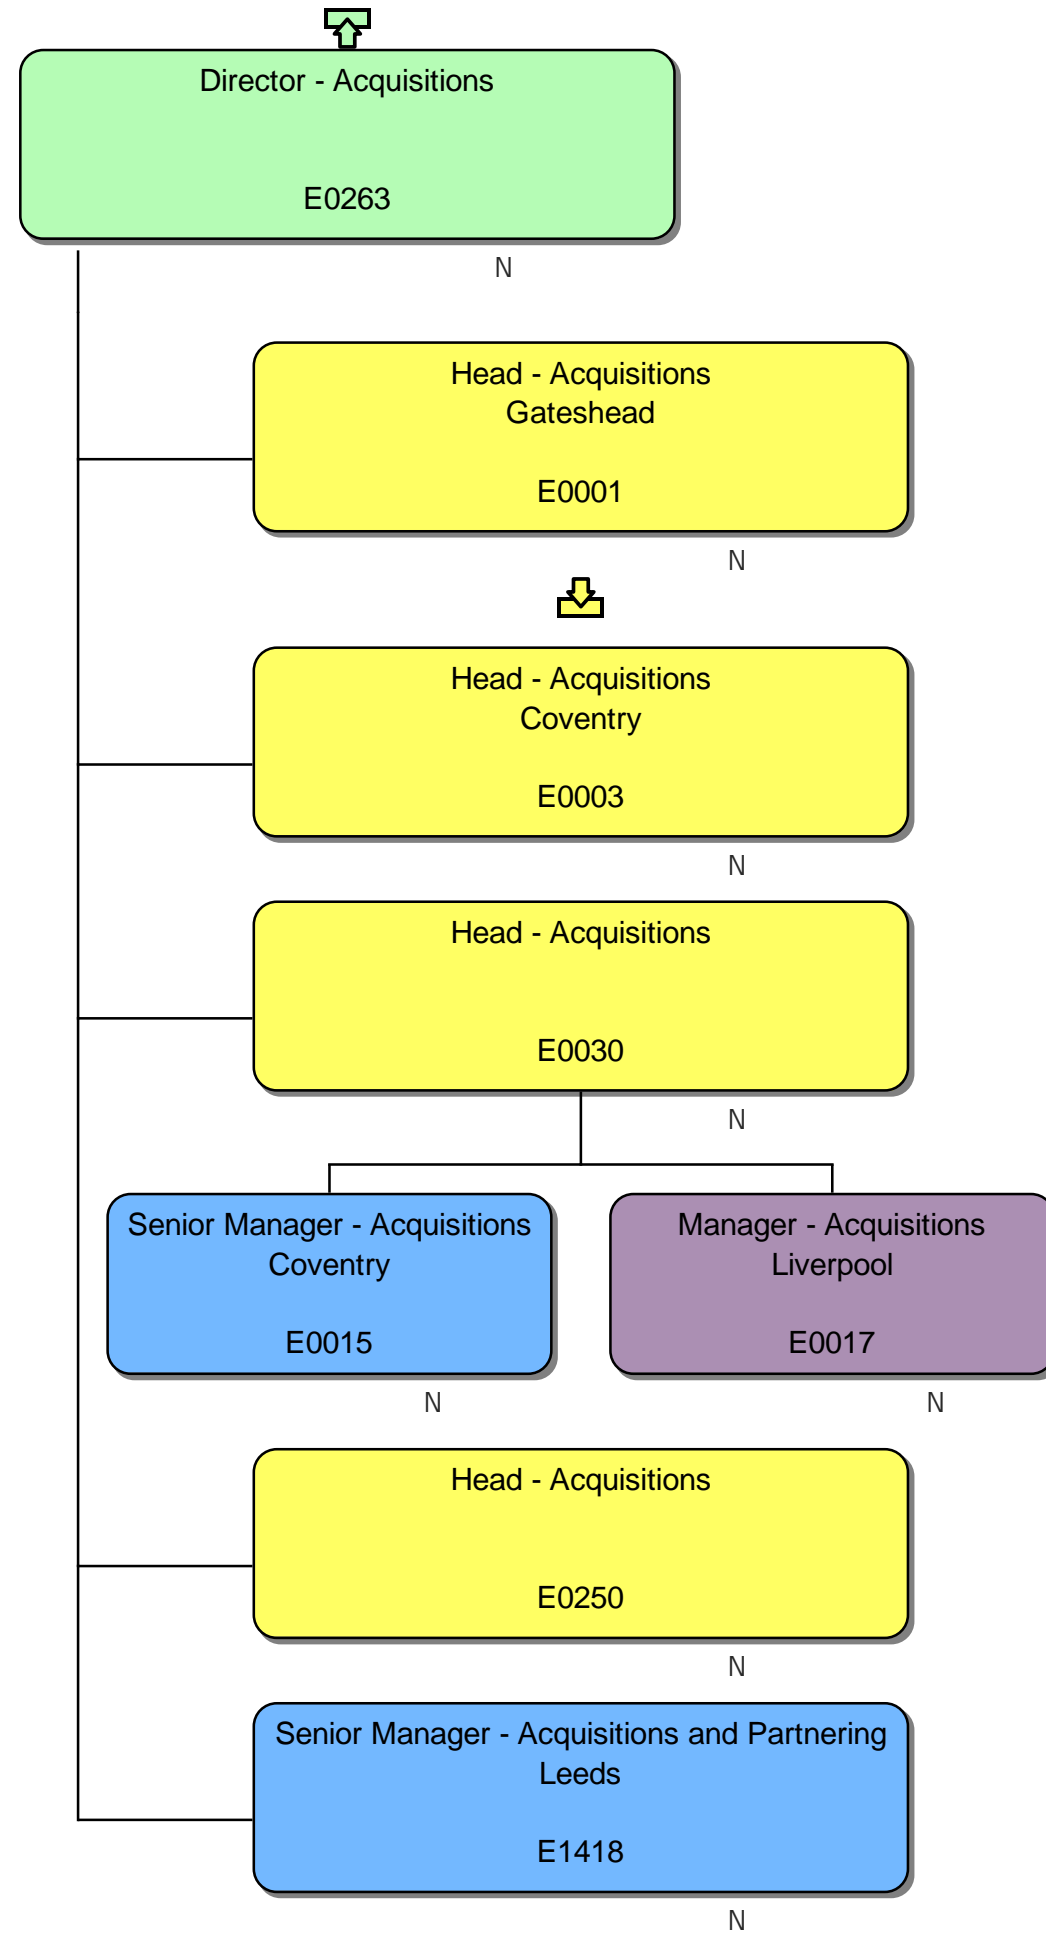 Director - Acquisitions
E0263
N
Head - Acquisitions
Gateshead
E0001
N
Head - Acquisitions
Coventry
E0003
N
Head - Acquisitions
E0030
N
Senior Manager - Acquisitions
Coventry
E0015
N
Manager - Acquisitions
Liverpool
E0017
N
Head - Acquisitions
E0250
N
Senior Manager - Acquisitions and Partnering
Leeds
E1418
N